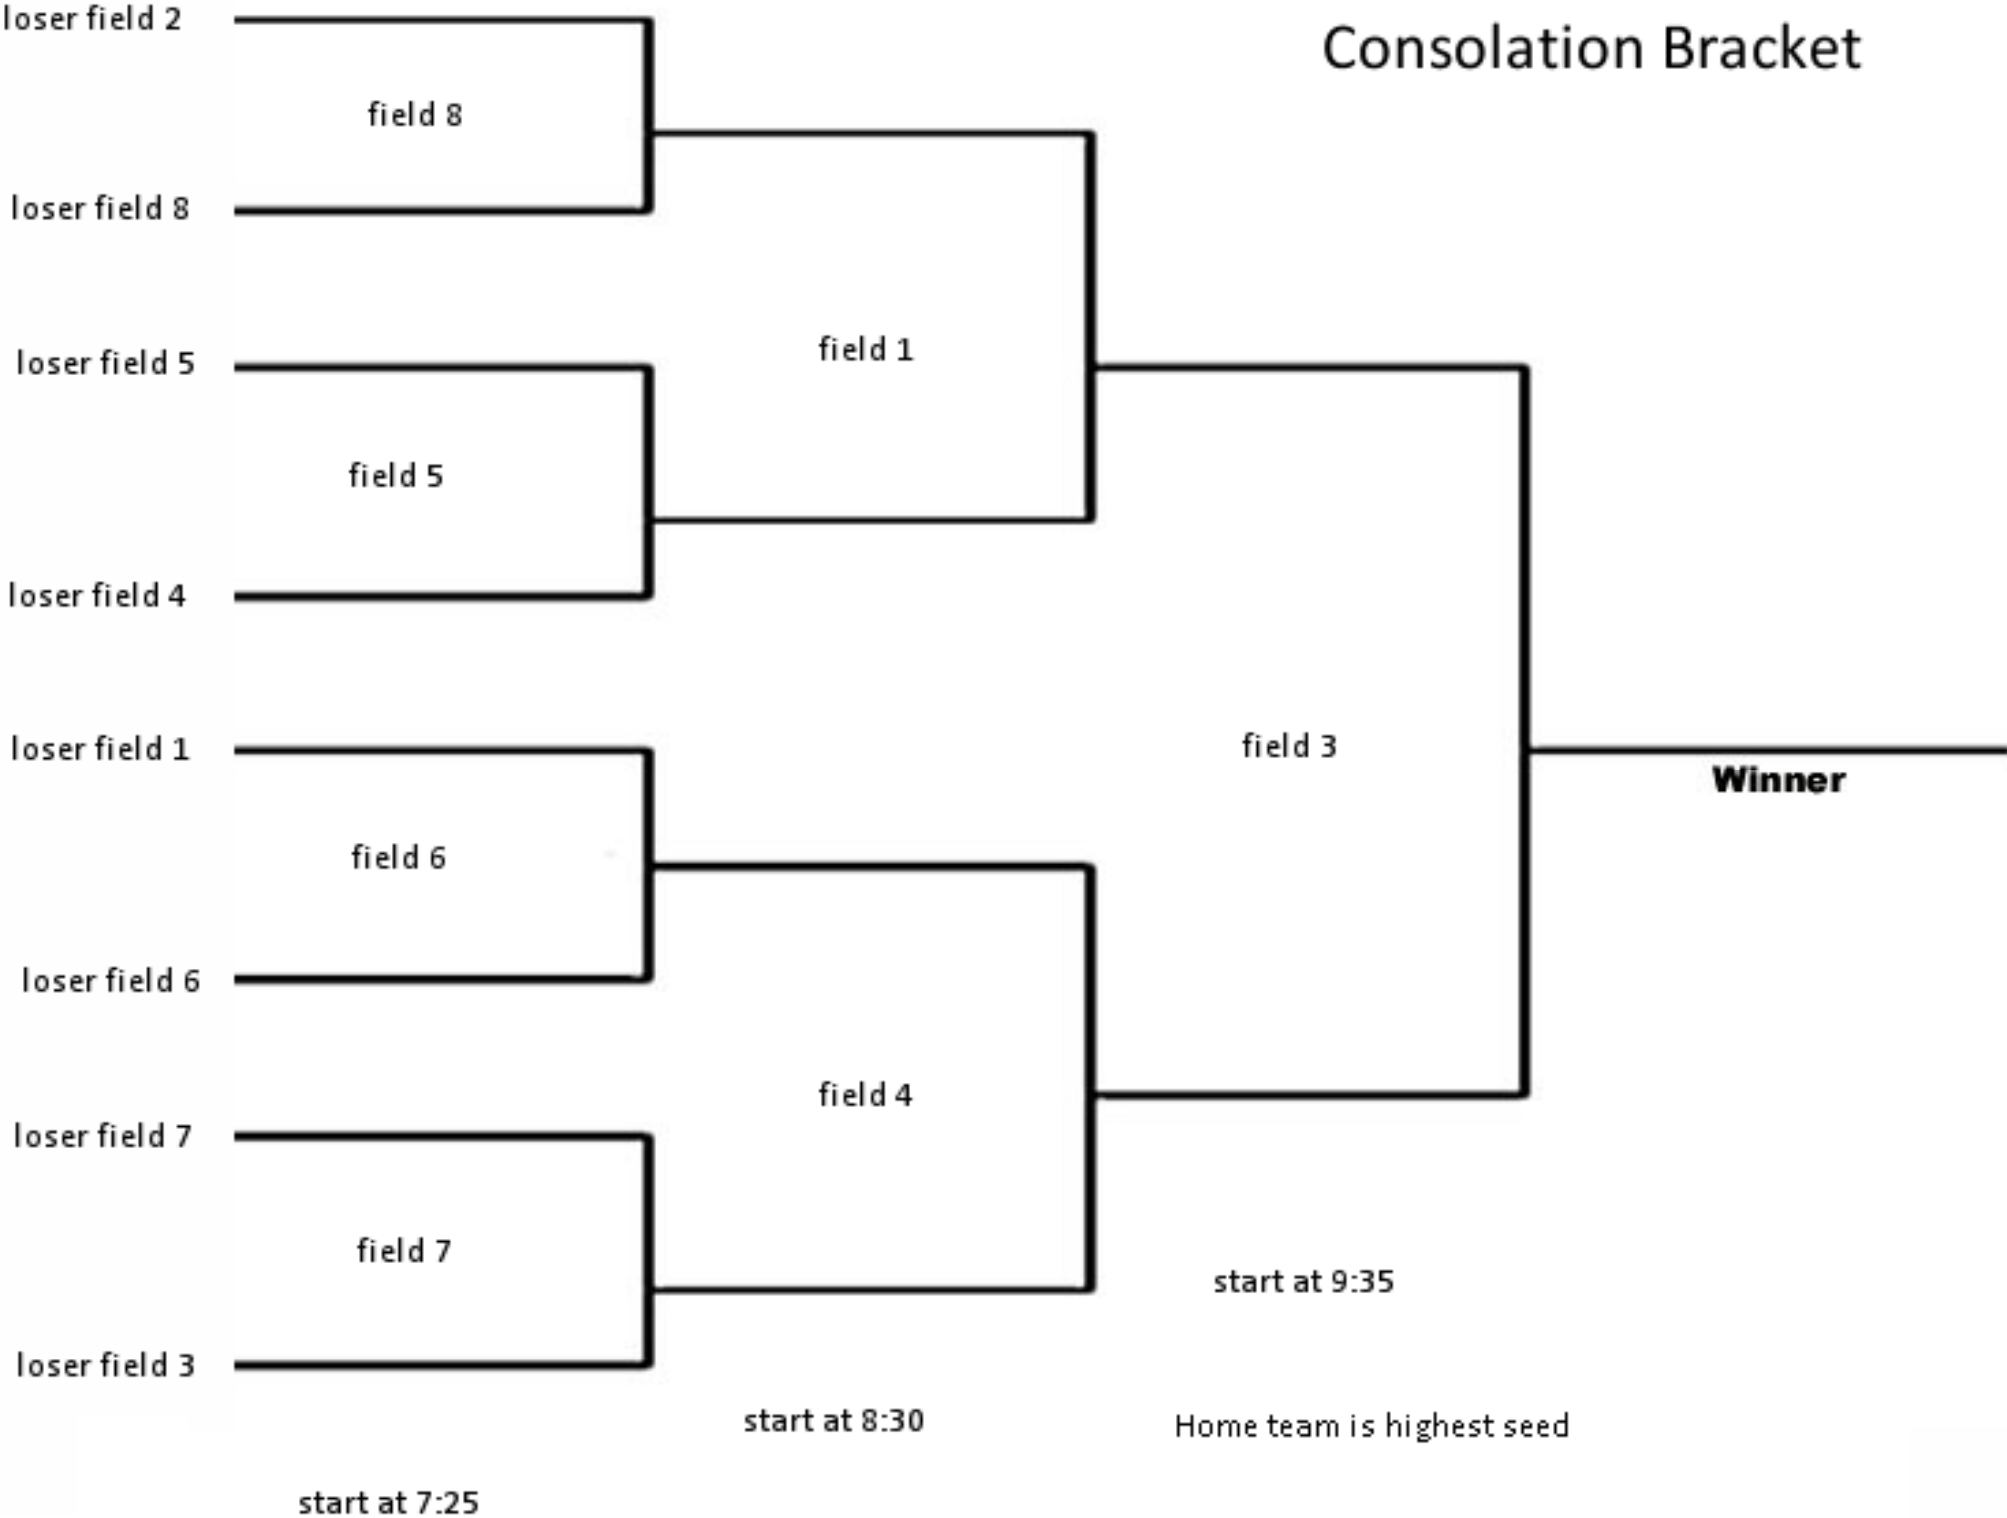 loser field 2
Consolation Bracket
field 8
loser field 8
field 1
loser field 5
field 5
loser field 4
loser field 1
field 3
Winner
field 6
loser field 6
field 4
loser field 7
field 7
start at 9:35
loser field 3
start at 8:30
Home team is highest seed
start at 7:25